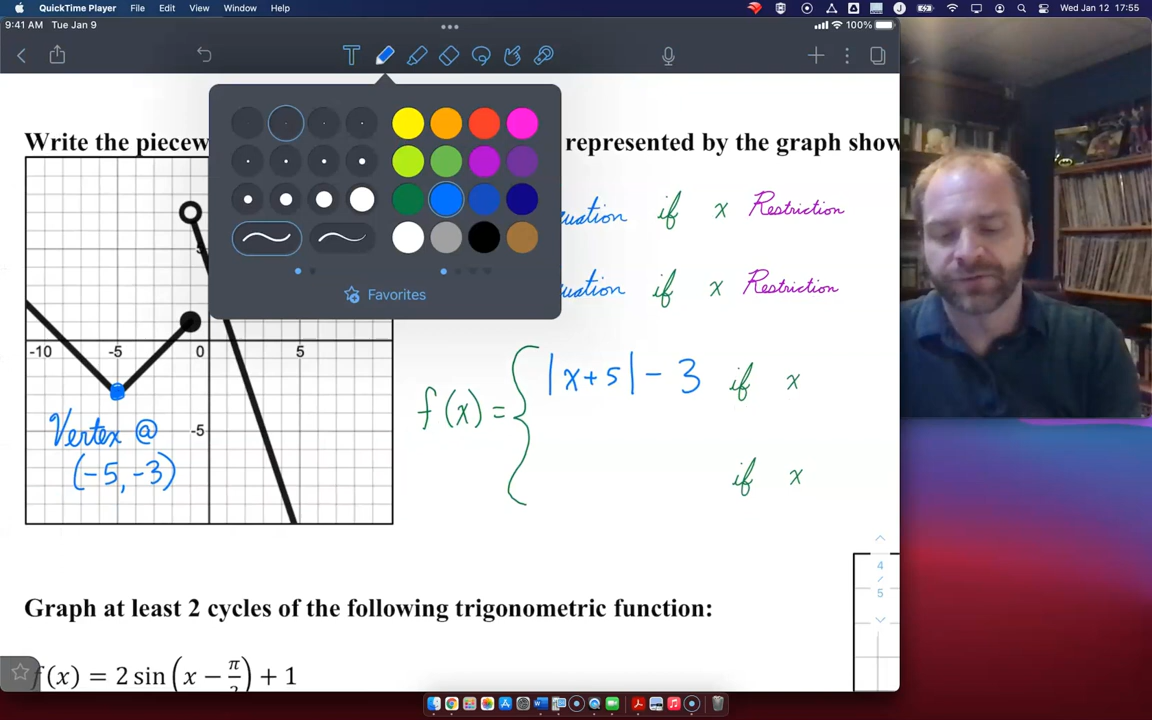 QuickTime Player File Edit View Window Help
100% Wed Jan 12 17:55
9:41 AM Tue Jan 9
100%
T
Write the piecew represented by the graph show
uation if x Restriction
uation if x Restriction
Favorites
-10 -5 0 5
-5
5
Vertex @
(-5, -3)
f(x) = { |x+5| - 3 if x
if x
4
/
5
Graph at least 2 cycles of the following trigonometric function:
f(x) = 2 sin(x − π/2) + 1